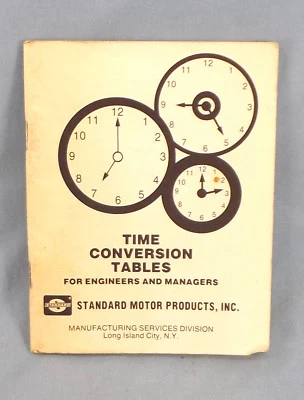 TIME
CONVERSION
TABLES
FOR ENGINEERS AND MANAGERS
STANDARD MOTOR PRODUCTS, INC.
MANUFACTURING SERVICES DIVISION
Long Island City, N.Y.